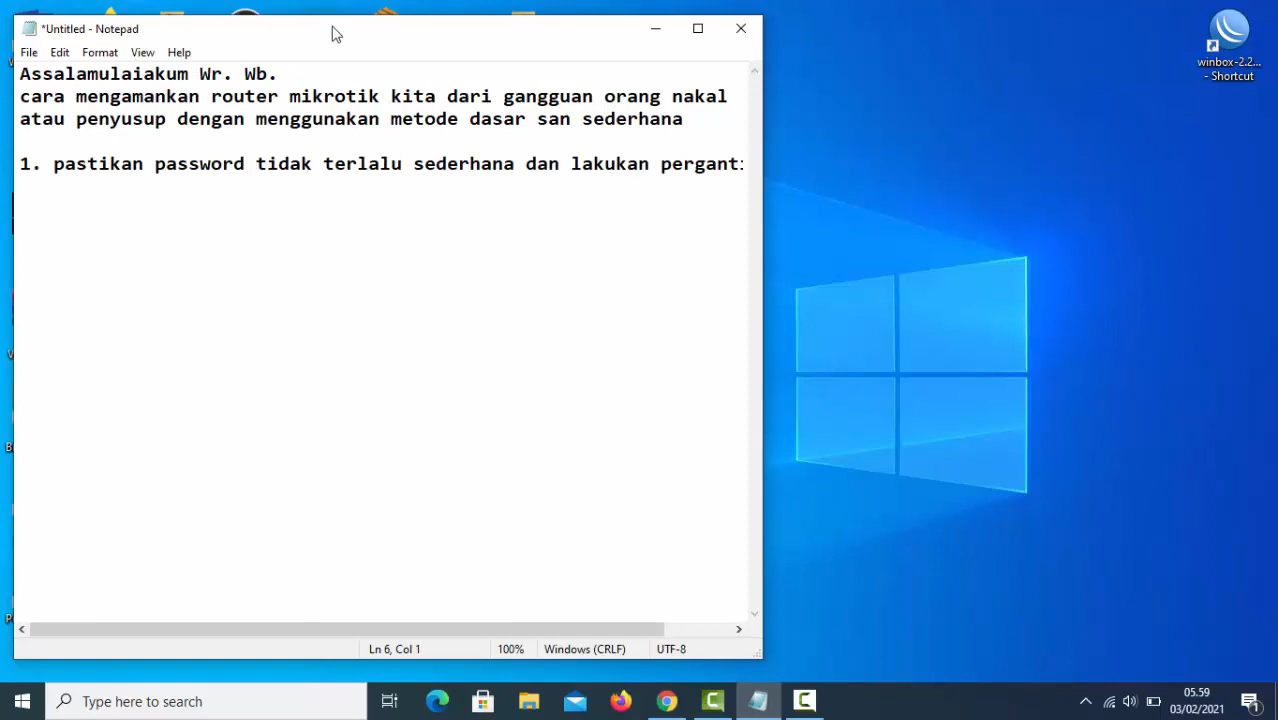 *Untitled - Notepad
File Edit Format View Help
Assalamulaiakum Wr. Wb.
cara mengamankan router mikrotik kita dari gangguan orang nakal
atau penyusup dengan menggunakan metode dasar san sederhana
1. pastikan password tidak terlalu sederhana dan lakukan pergant
winbox-2.2...
- Shortcut
Ln 6, Col 1 100% Windows (CRLF) UTF-8
Type here to search
05.59
03/02/2021
1